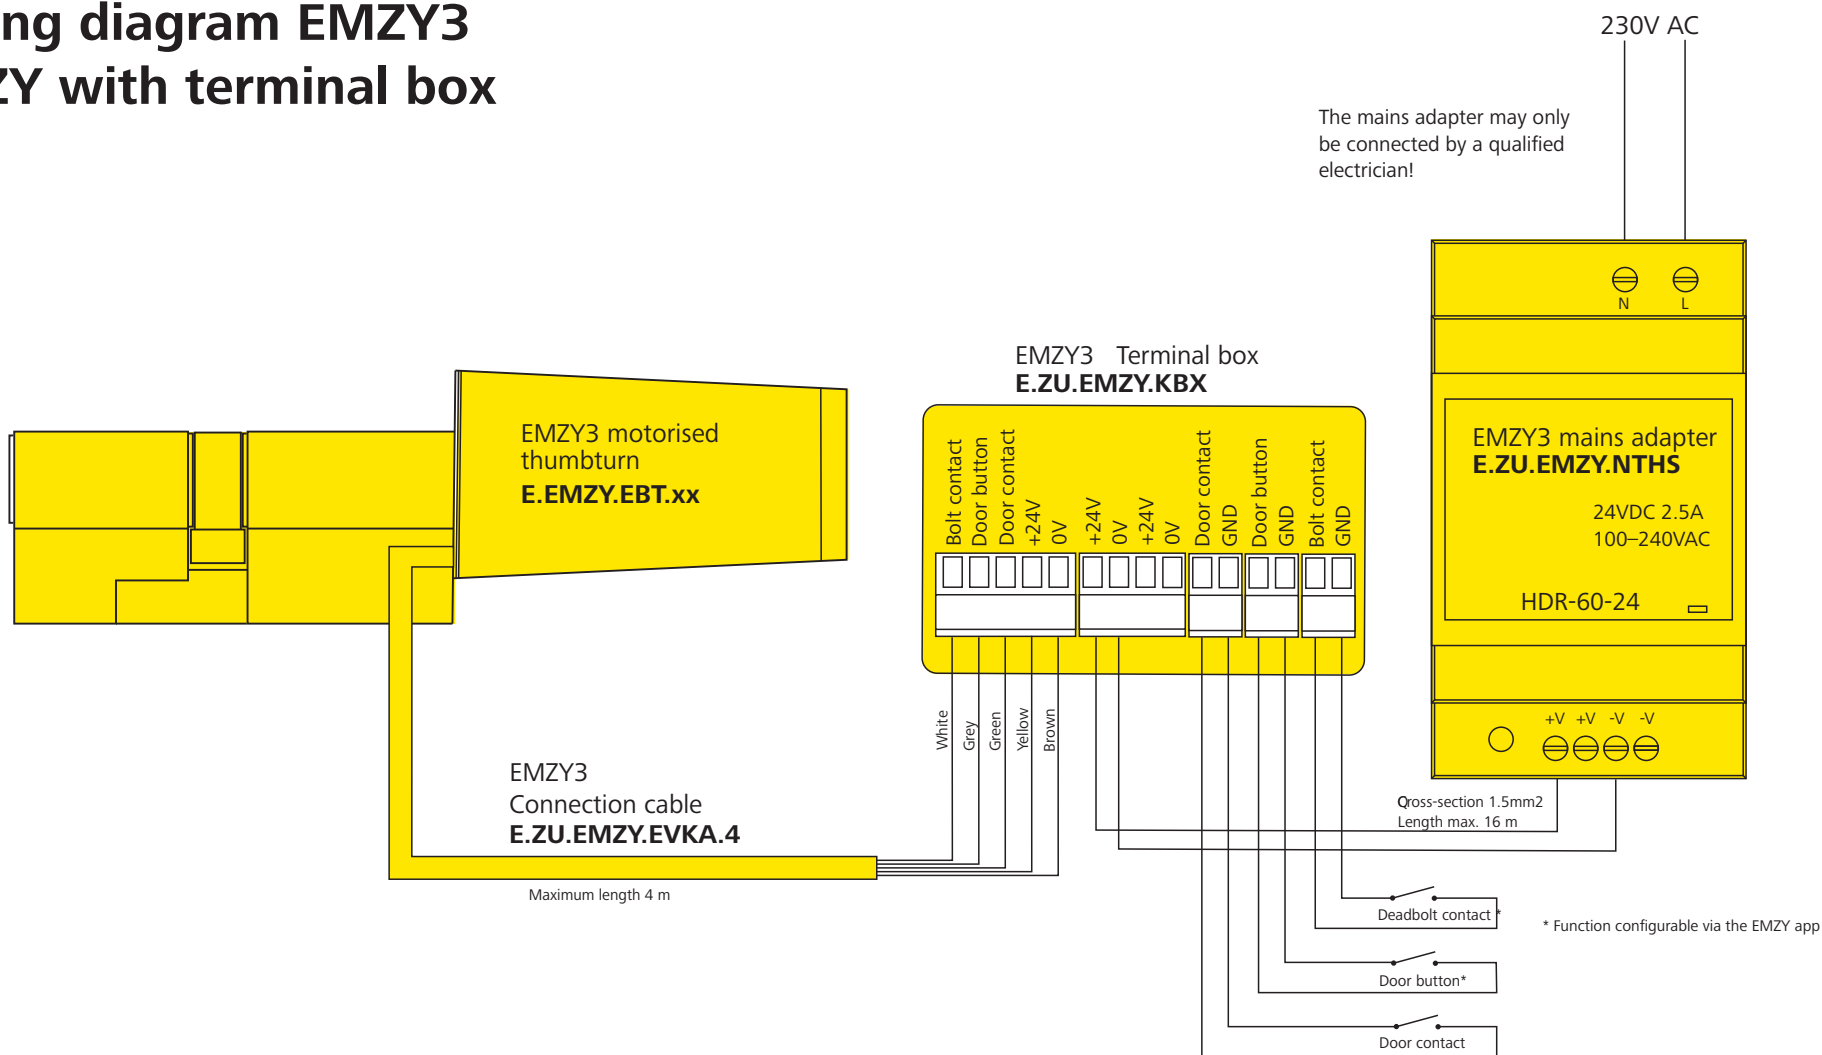 ng diagram EMZY3
ZY with terminal box
230V AC
The mains adapter may only
be connected by a qualified
electrician!
N
L
EMZY3 Terminal box
E.ZU.EMZY.KBX
EMZY3 motorised
thumbturn
E.EMZY.EBT.xx
Bolt contact
Door button
Door contact
+24V
0V
+24V
0V
+24V
0V
Door contact
GND
Door button
GND
Bolt contact
GND
EMZY3 mains adapter
E.ZU.EMZY.NTHS
24VDC 2.5A
100–240VAC
HDR-60-24
+V +V -V -V
White
Grey
Green
Yellow
Brown
EMZY3
Connection cable
E.ZU.EMZY.EVKA.4
Maximum length 4 m
Cross-section 1.5mm2
Length max. 16 m
Deadbolt contact *
* Function configurable via the EMZY app
Door button*
Door contact